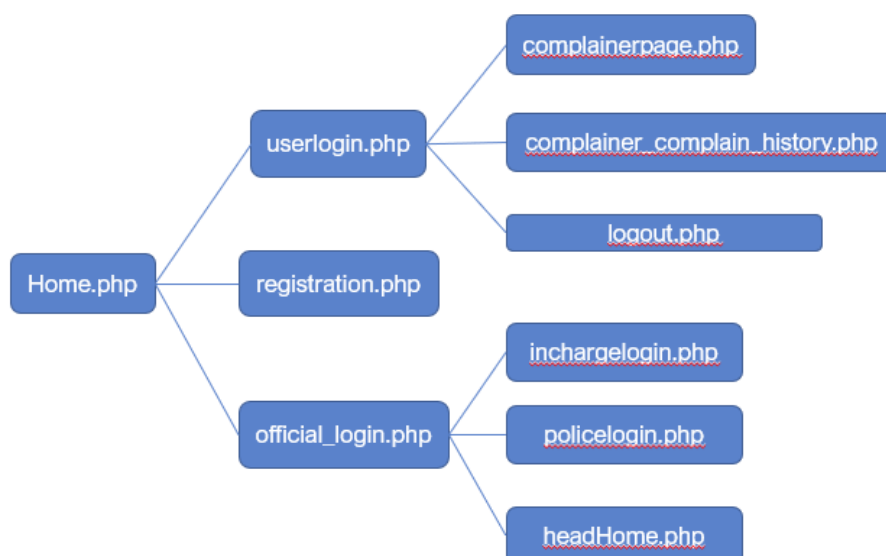 complainerpage.php
userlogin.php
complainer_complain_history.php
logout.php
Home.php
registration.php
inchargelogin.php
official_login.php
policelogin.php
headHome.php